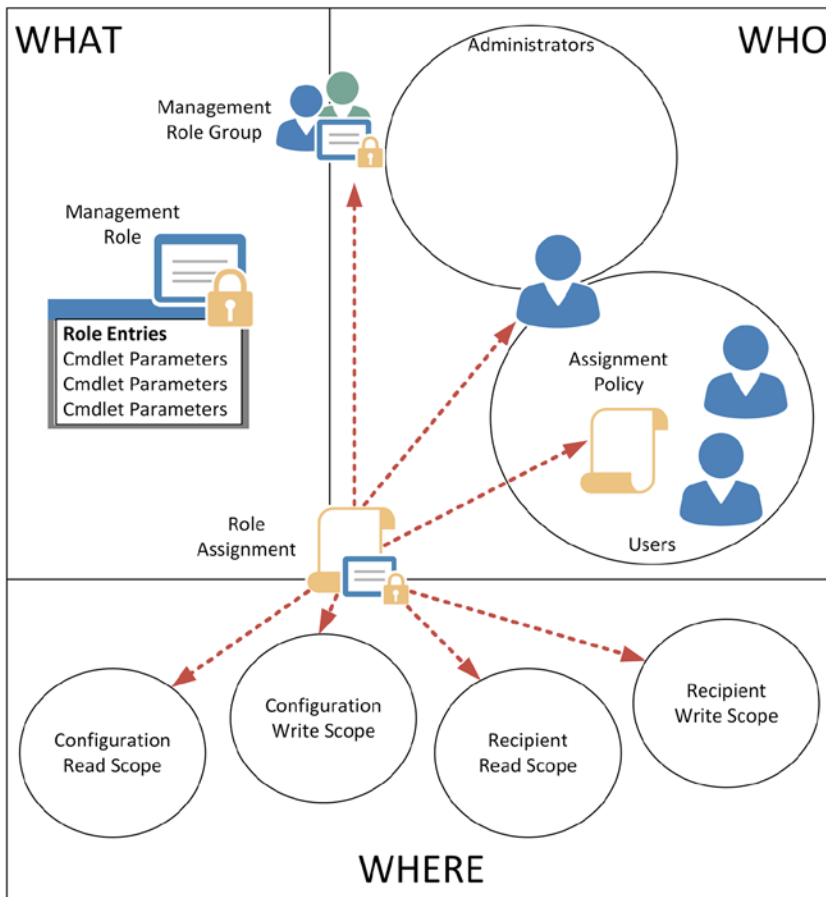 WHAT
WHO
Administrators
Management
Role Group
Management
Role
Role Entries
Cmdlet Parameters
Cmdlet Parameters
Cmdlet Parameters
Assignment
Policy
Users
Role
Assignment
Configuration
Read Scope
Configuration
Write Scope
Recipient
Read Scope
Recipient
Write Scope
WHERE